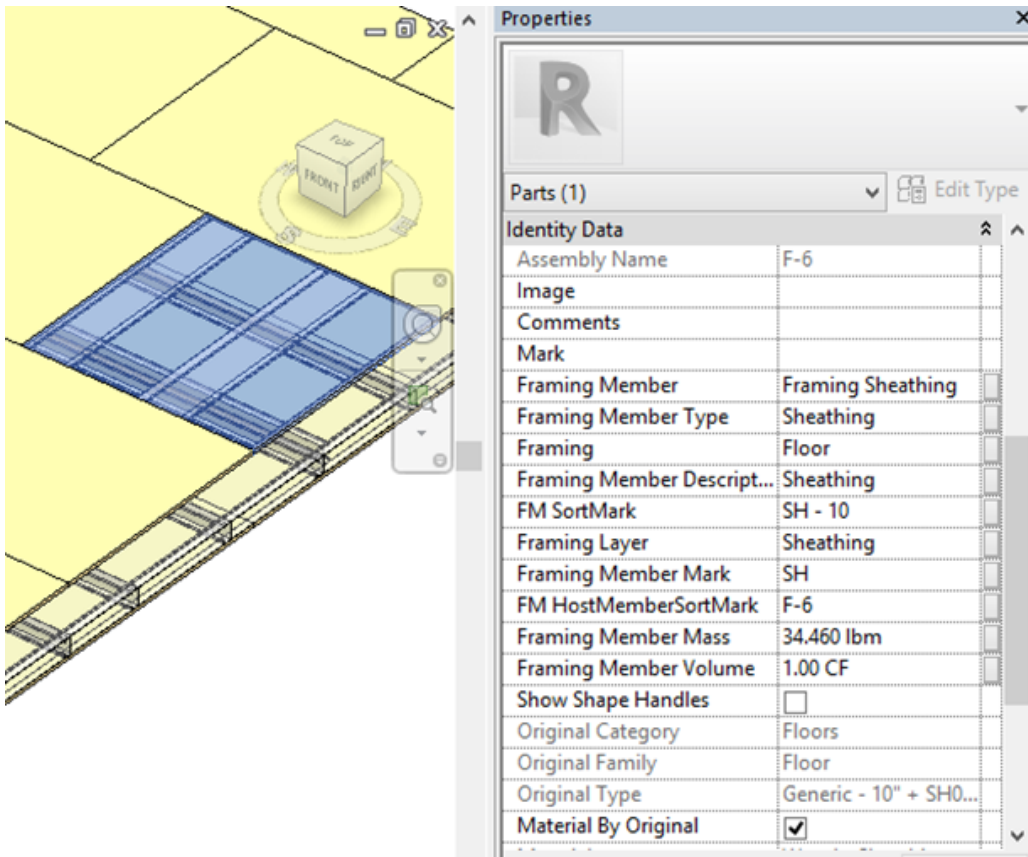 Properties
TOP
FRONT
RIGHT
R
Parts (1)
Edit Type
Identity Data
Assembly Name F-6
Image
Comments
Mark
Framing Member Framing Sheathing
Framing Member Type Sheathing
Framing Floor
Framing Member Descript... Sheathing
FM SortMark SH - 10
Framing Layer Sheathing
Framing Member Mark SH
FM HostMemberSortMark F-6
Framing Member Mass 34.460 lbm
Framing Member Volume 1.00 CF
Show Shape Handles
Original Category Floors
Original Family Floor
Original Type Generic - 10" + SH0...
Material By Original